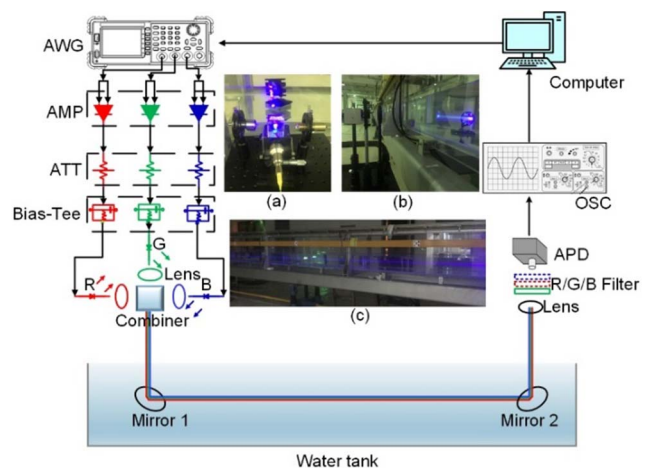 AWG
Computer
AMP
ATT
(a)
(b)
OSC
Bias-Tee
G
APD
R
Lens
B
R/G/B Filter
Combiner
(c)
Lens
Mirror 1
Mirror 2
Water tank